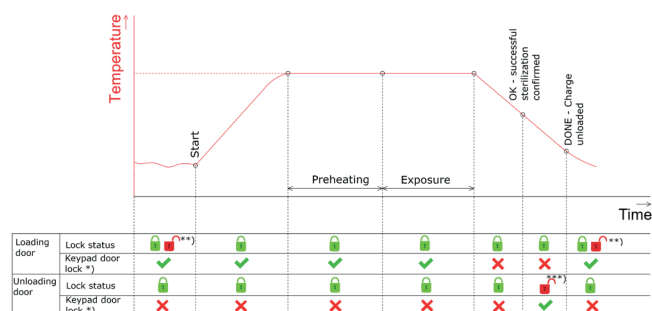 Temperature
Start
OK - successful
sterilization
confirmed
DONE - Charge
unloaded
Preheating
Exposure
Time
Loading
door
Lock status
**)
**)
Keypad door
lock *)
Unloading
door
Lock status
***)
Keypad door
lock *)